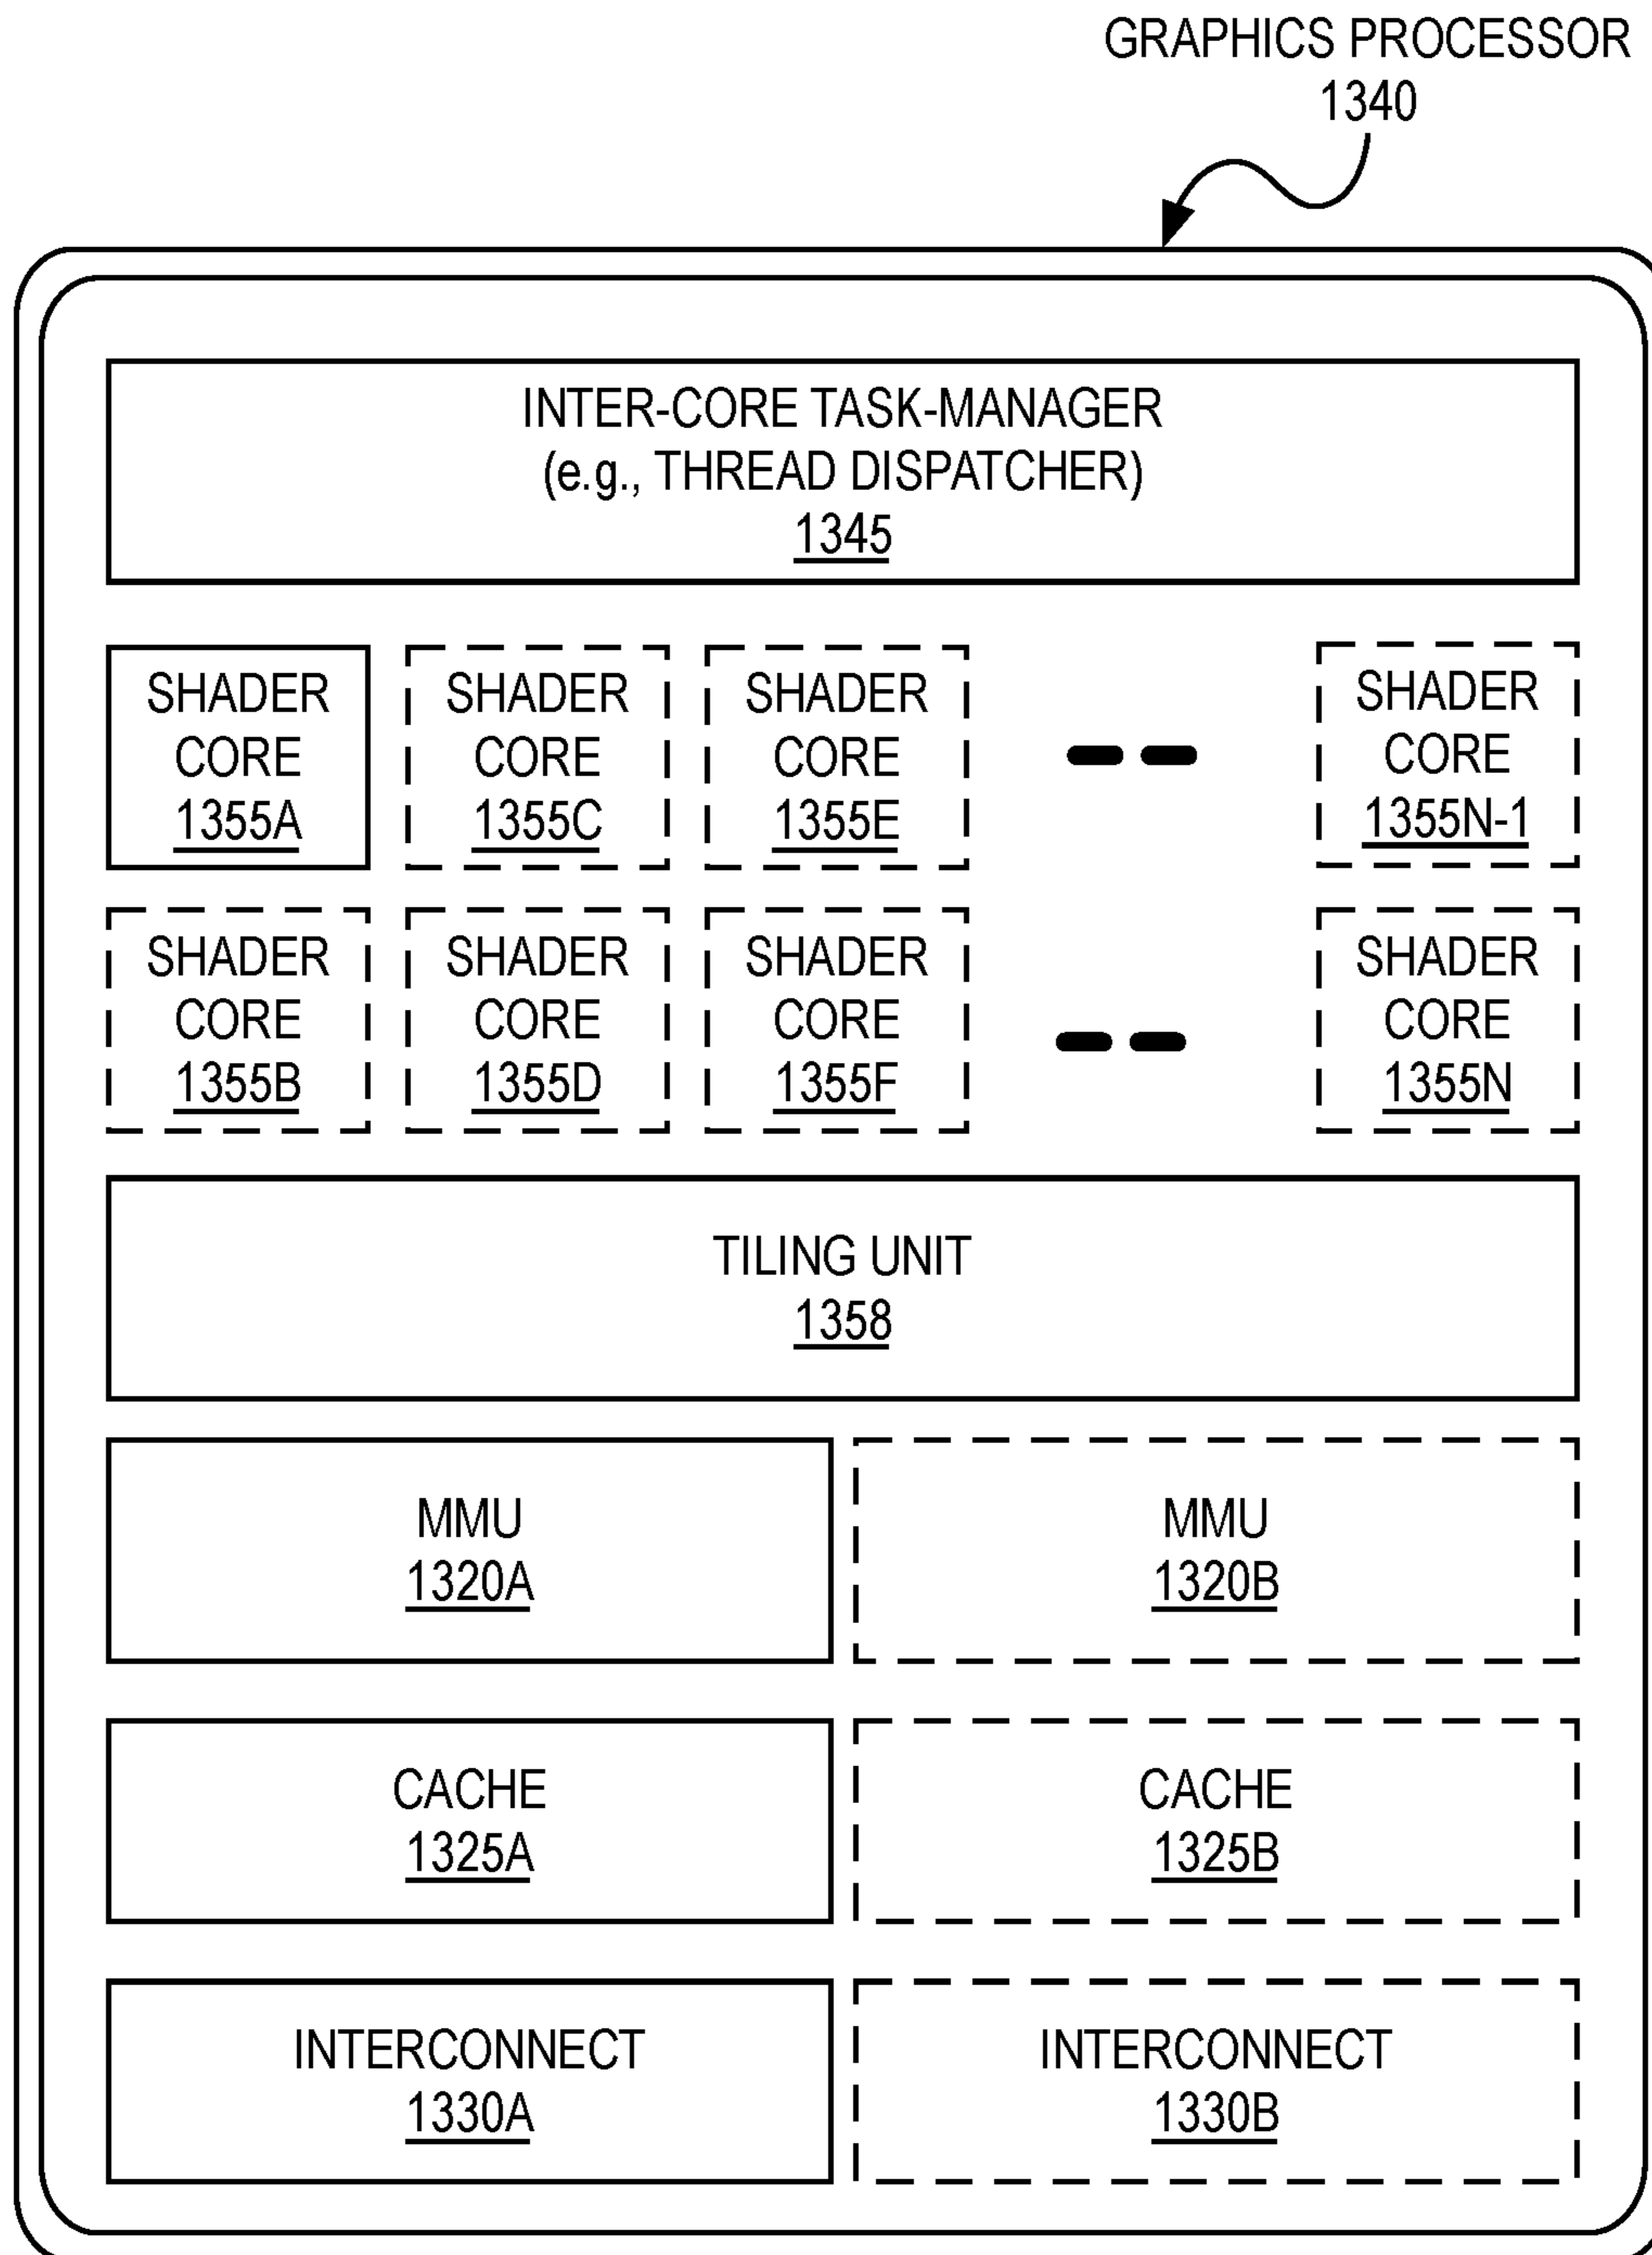 GRAPHICS PROCESSOR
1340
INTER-CORE TASK-MANAGER
(e.g., THREAD DISPATCHER)
1345
SHADER
CORE
1355A
SHADER
CORE
1355C
SHADER
CORE
1355E
SHADER
CORE
1355N-1
SHADER
CORE
1355B
SHADER
CORE
1355D
SHADER
CORE
1355F
SHADER
CORE
1355N
TILING UNIT
1358
MMU
1320A
MMU
1320B
CACHE
1325A
CACHE
1325B
INTERCONNECT
1330A
INTERCONNECT
1330B